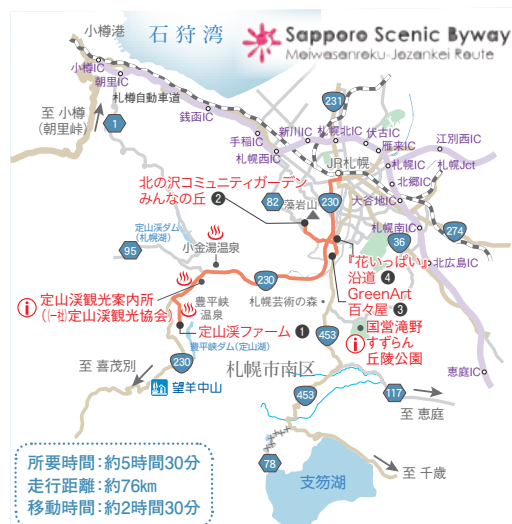 小樽港
石狩湾
Sapporo Scenic Byway
Moiwasanroku-Jozankei Route
小樽IC
朝里IC
札樽自動車道
1
銭函IC
231
至 小樽
(朝里峠)
手稲IC
新川IC
札幌北IC
伏古IC
雁来IC
江別西IC
札幌西IC
JR札幌
札幌IC／札幌Jct
北郷IC
北の沢コミュニティガーデン
みんなの丘 ❷
82
藻岩山
230
大谷地IC
札幌南IC
274
定山渓ダム
(札幌湖)
95
小金湯温泉
36
北広島IC
『花いっぱい』
沿道 ❹
GreenArt
百々屋 ❸
230
定山渓観光案内所
((一社)定山渓観光協会)
豊平峡
温泉
札幌芸術の森
定山渓ファーム ❶
豊平峡ダム(定山湖)
453
国営滝野
すずらん
丘陵公園
至 喜茂別
230
札幌市南区
恵庭IC
望羊中山
453
117
至 恵庭
78
支笏湖
至 千歳
所要時間：約5時間30分
走行距離：約76km
移動時間：約2時間30分